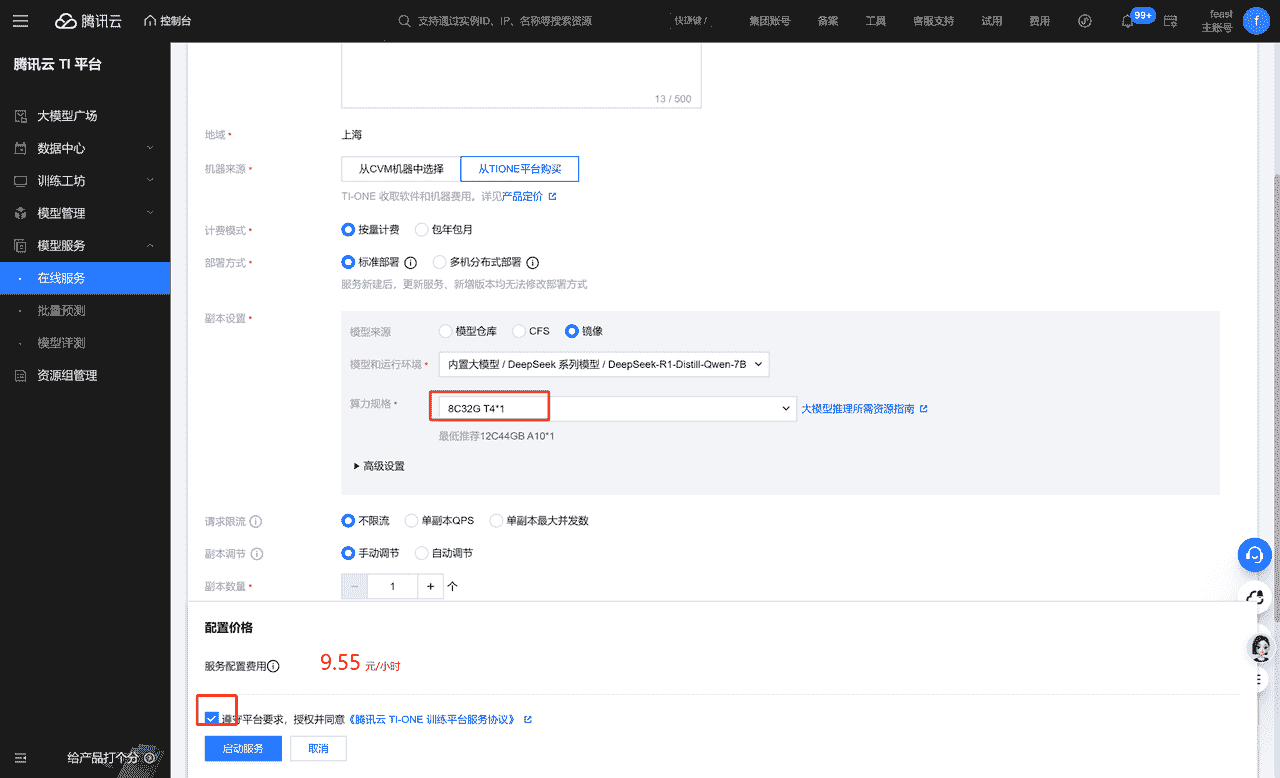 腾讯云 控制台 支持通过实例ID、IP、名称等搜索资源 快捷键 / 集团账号 备案 工具 客服支持 试用 费用 99+ feast
主账号 f
腾讯云 TI 平台
大模型广场
数据中心
训练工坊
模型管理
模型服务
在线服务
批量预测
模型评测
资源组管理
给产品打个分
13 / 500
地域 * 上海
机器来源 * 从CVM机器中选择 从TIONE平台购买
TI-ONE 收取软件和机器费用，详见产品定价
计费模式 * 按量计费 包年包月
部署方式 * 标准部署 多机分布式部署
服务新建后，更新服务、新增版本均无法修改部署方式
副本设置 *
模型来源 模型仓库 CFS 镜像
模型和运行环境 * 内置大模型 / DeepSeek 系列模型 / DeepSeek-R1-Distill-Qwen-7B
算力规格 * 8C32G T4*1 大模型推理所需资源指南
最低推荐12C44GB A10*1
高级设置
请求限流 不限流 单副本QPS 单副本最大并发数
副本调节 手动调节 自动调节
副本数量 * − 1 + 个
配置价格
服务配置费用 9.55 元/小时
遵守平台要求，授权并同意《腾讯云 TI-ONE 训练平台服务协议》
启动服务 取消